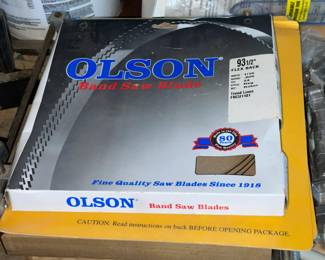 OLSON
Band Saw Blade
93 1/2"
FLEX BACK
80
Fine Quality Saw Blades Since 1918
OLSON Band Saw Blades
CAUTION: Read instructions on back BEFORE OPENING PACKAGE.